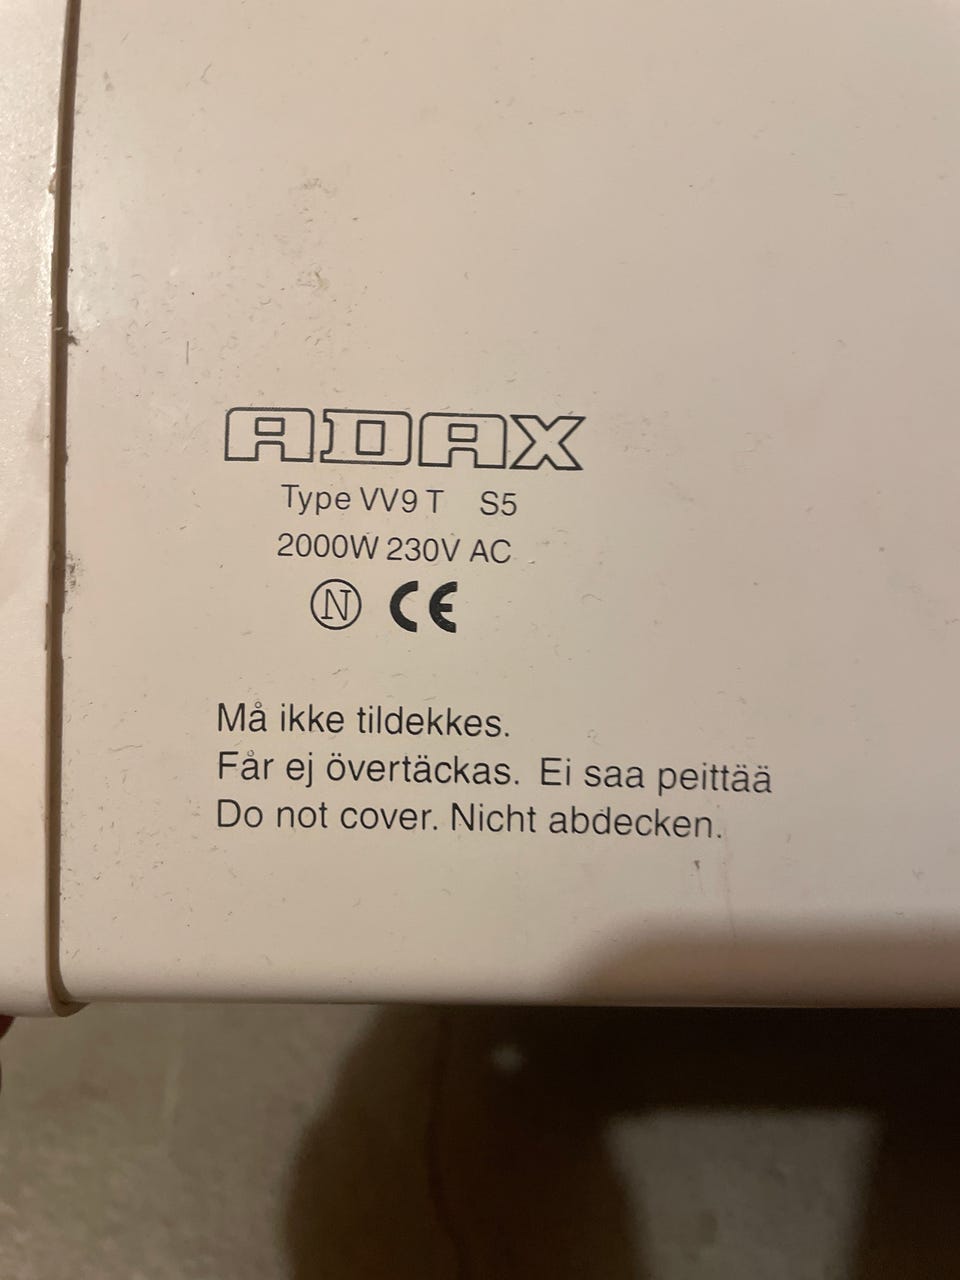 ADAX
Type VV9 T S5
2000W 230V AC
N CE
Må ikke tildekkes.
Får ej övertäckas. Ei saa peittää
Do not cover. Nicht abdecken.